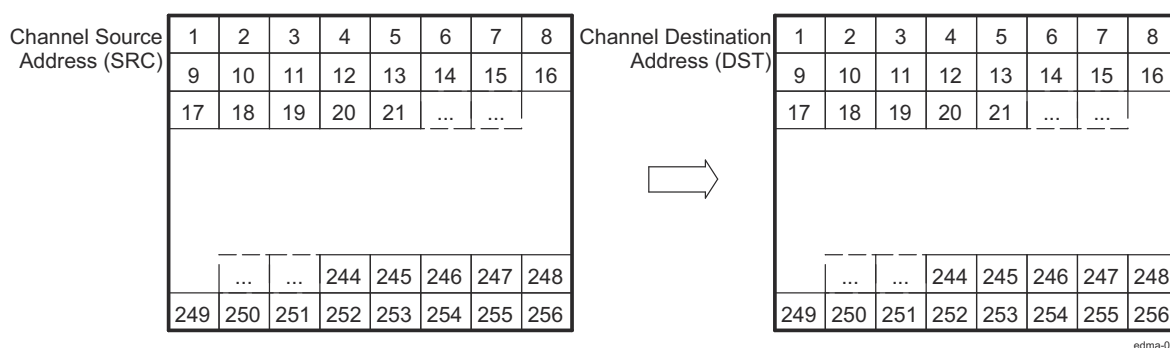 Channel Source 1 2 3 4 5 6 7 8 Channel Destination 1 2 3 4 5 6 7 8
Address (SRC) 9 10 11 12 13 14 15 16 Address (DST) 9 10 11 12 13 14 15 16
17 18 19 20 21 ... ... 17 18 19 20 21 ... ...
... ... 244 245 246 247 248 ... ... 244 245 246 247 248
249 250 251 252 253 254 255 256 249 250 251 252 253 254 255 256
edma-0